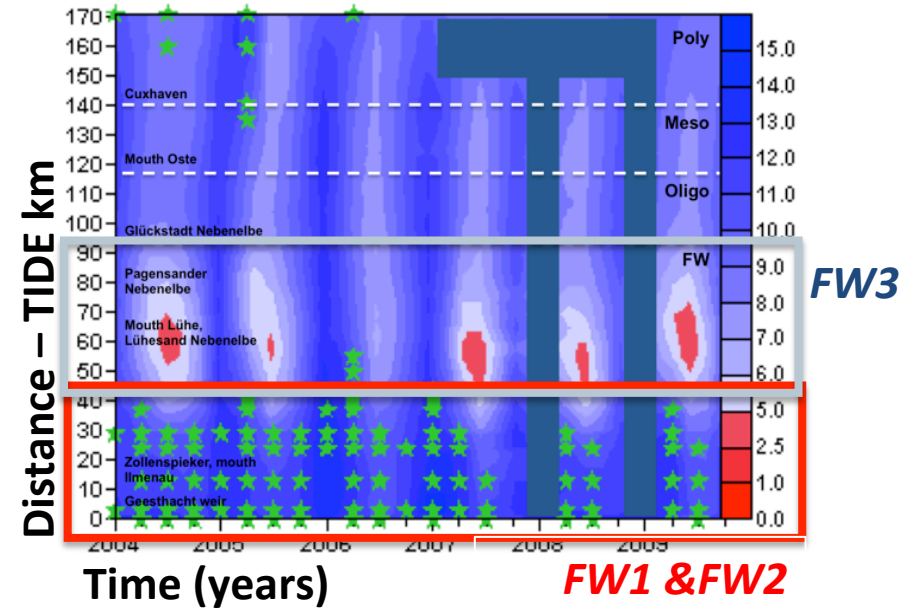 170
160
150
140
130
120
110
100
90
80
70
60
50
40
30
20
10
0
Distance – TIDE km
Poly
Cuxhaven
Meso
Mouth Oste
Oligo
Glückstadt Nebenelbe
FW
Pagensander
Nebenelbe
Mouth Lühe,
Lühesand Nebenelbe
Zollenspieker, mouth
Ilmenau
Geesthacht weir
15.0
14.0
13.0
12.0
11.0
10.0
9.0
8.0
7.0
6.0
5.0
2.5
1.0
0.0
FW3
2004 2005 2006 2007 2008 2009
Time (years)
FW1 &FW2